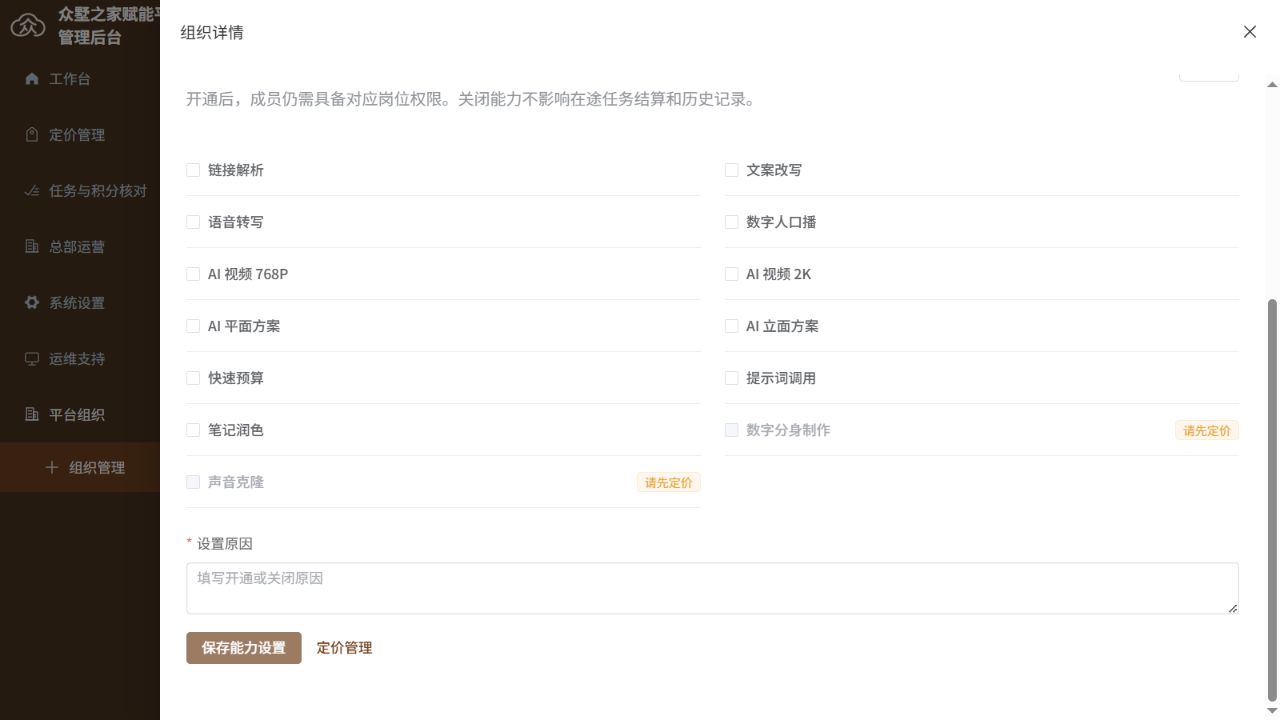 众墅之家赋能平
管理后台
工作台
定价管理
任务与积分核对
总部运营
系统设置
运维支持
平台组织
组织管理
组织详情
开通后，成员仍需具备对应岗位权限。关闭能力不影响在途任务结算和历史记录。
链接解析
文案改写
语音转写
数字人口播
AI 视频 768P
AI 视频 2K
AI 平面方案
AI 立面方案
快速预算
提示词调用
笔记润色
数字分身制作
请先定价
声音克隆
请先定价
* 设置原因
填写开通或关闭原因
保存能力设置
定价管理